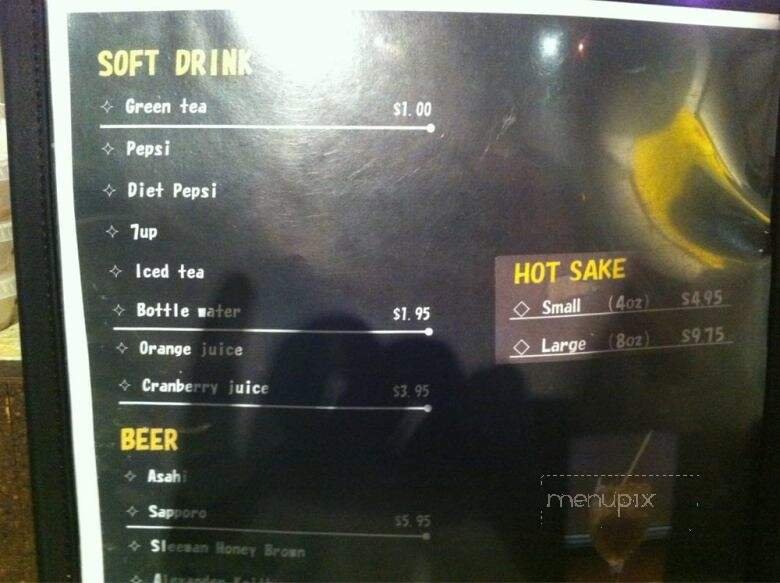 SOFT DRINK
✧ Green tea $1.00
✧ Pepsi
✧ Diet Pepsi
✧ 7up
✧ Iced tea
✧ Bottle water $1.95
✧ Orange juice
✧ Cranberry juice $3.95
BEER
✧ Asahi
✧ Sapporo $5.95
✧ Sleeman Honey Brown
✧ Alexander
HOT SAKE
◇ Small (4oz) $4.95
◇ Large (8oz) $9.75
menupix